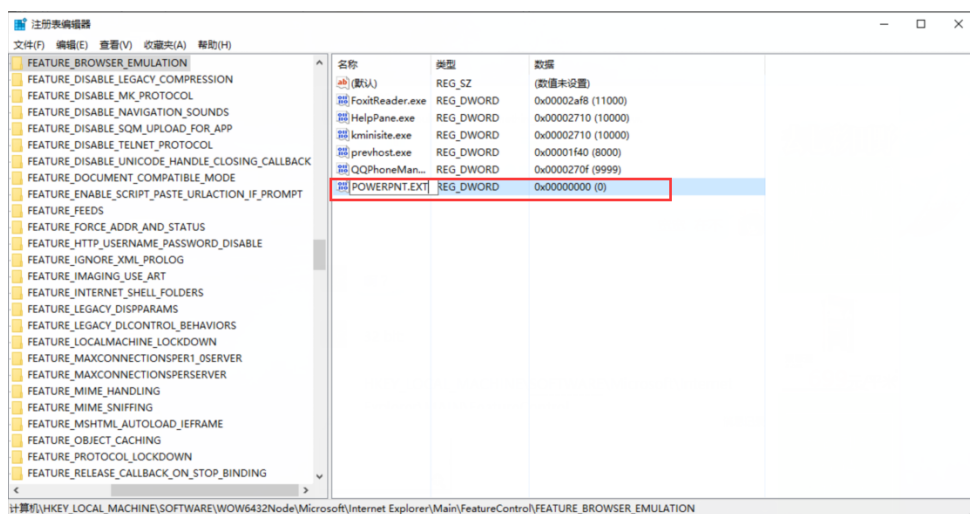 注册表编辑器
文件(F) 编辑(E) 查看(V) 收藏夹(A) 帮助(H)
FEATURE_BROWSER_EMULATION
FEATURE_DISABLE_LEGACY_COMPRESSION
FEATURE_DISABLE_MK_PROTOCOL
FEATURE_DISABLE_NAVIGATION_SOUNDS
FEATURE_DISABLE_SQM_UPLOAD_FOR_APP
FEATURE_DISABLE_TELNET_PROTOCOL
FEATURE_DISABLE_UNICODE_HANDLE_CLOSING_CALLBACK
FEATURE_DOCUMENT_COMPATIBLE_MODE
FEATURE_ENABLE_SCRIPT_PASTE_URLACTION_IF_PROMPT
FEATURE_FEEDS
FEATURE_FORCE_ADDR_AND_STATUS
FEATURE_HTTP_USERNAME_PASSWORD_DISABLE
FEATURE_IGNORE_XML_PROLOG
FEATURE_IMAGING_USE_ART
FEATURE_INTERNET_SHELL_FOLDERS
FEATURE_LEGACY_DISPPARAMS
FEATURE_LEGACY_DLCONTROL_BEHAVIORS
FEATURE_LOCALMACHINE_LOCKDOWN
FEATURE_MAXCONNECTIONSPER1_0SERVER
FEATURE_MAXCONNECTIONSPERSERVER
FEATURE_MIME_HANDLING
FEATURE_MIME_SNIFFING
FEATURE_MSHTML_AUTOLOAD_IEFRAME
FEATURE_OBJECT_CACHING
FEATURE_PROTOCOL_LOCKDOWN
FEATURE_RELEASE_CALLBACK_ON_STOP_BINDING
名称 类型 数据
ab (默认) REG_SZ (数值未设置)
FoxitReader.exe REG_DWORD 0x00002af8 (11000)
HelpPane.exe REG_DWORD 0x00002710 (10000)
kminisite.exe REG_DWORD 0x00002710 (10000)
prevhost.exe REG_DWORD 0x00001f40 (8000)
QQPhoneMan... REG_DWORD 0x0000270f (9999)
POWERPNT.EXT REG_DWORD 0x00000000 (0)
计算机\HKEY_LOCAL_MACHINE\SOFTWARE\WOW6432Node\Microsoft\Internet Explorer\Main\FeatureControl\FEATURE_BROWSER_EMULATION